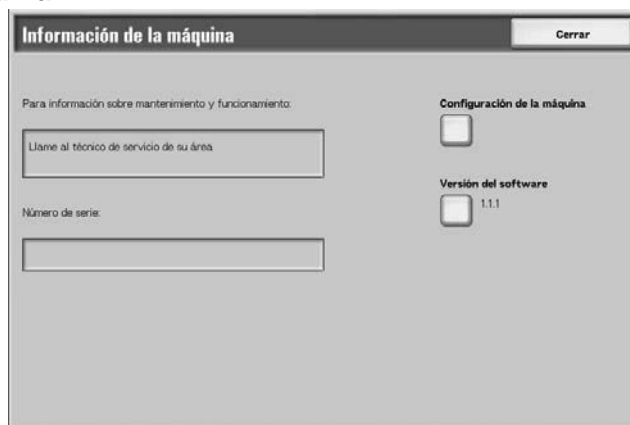 Información de la máquina
Cerrar
Para información sobre mantenimiento y funcionamiento:
Llame al técnico de servicio de su área
Número de serie:
Configuración de la máquina
Versión del software
1.1.1